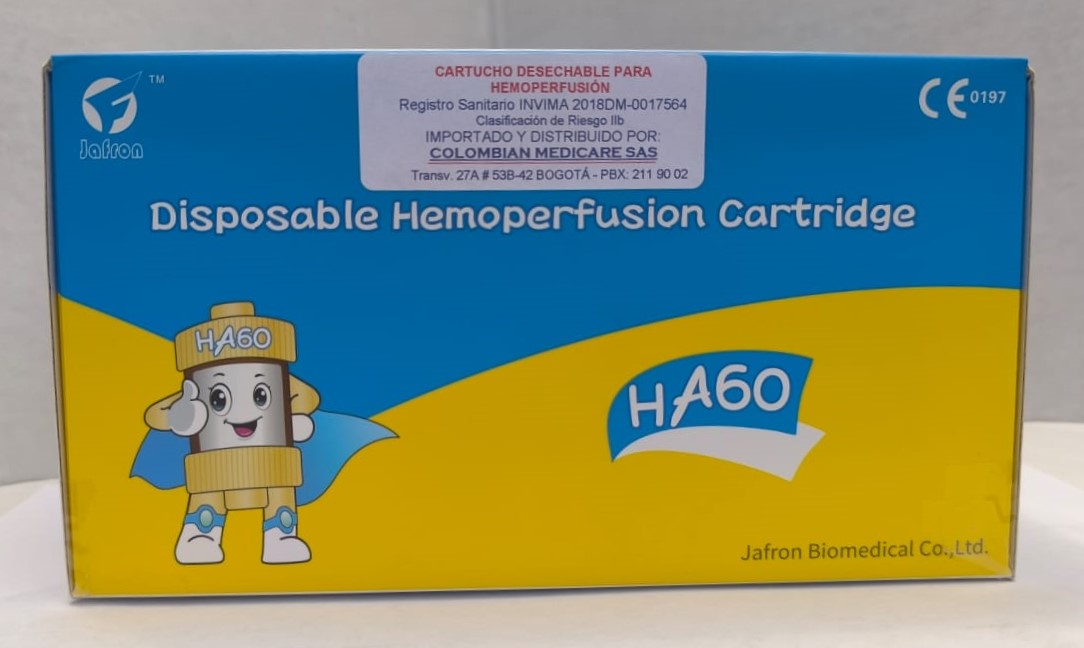 Jafron
TM
CARTUCHO DESECHABLE PARA
HEMOPERFUSIÓN
Registro Sanitario INVIMA 2018DM-0017564
Clasificación de Riesgo IIb
IMPORTADO Y DISTRIBUIDO POR:
COLOMBIAN MEDICARE SAS
Transv. 27A # 53B-42 BOGOTÁ - PBX: 211 90 02
CE 0197
Disposable Hemoperfusion Cartridge
HA60
HA60
Jafron Biomedical Co.,Ltd.